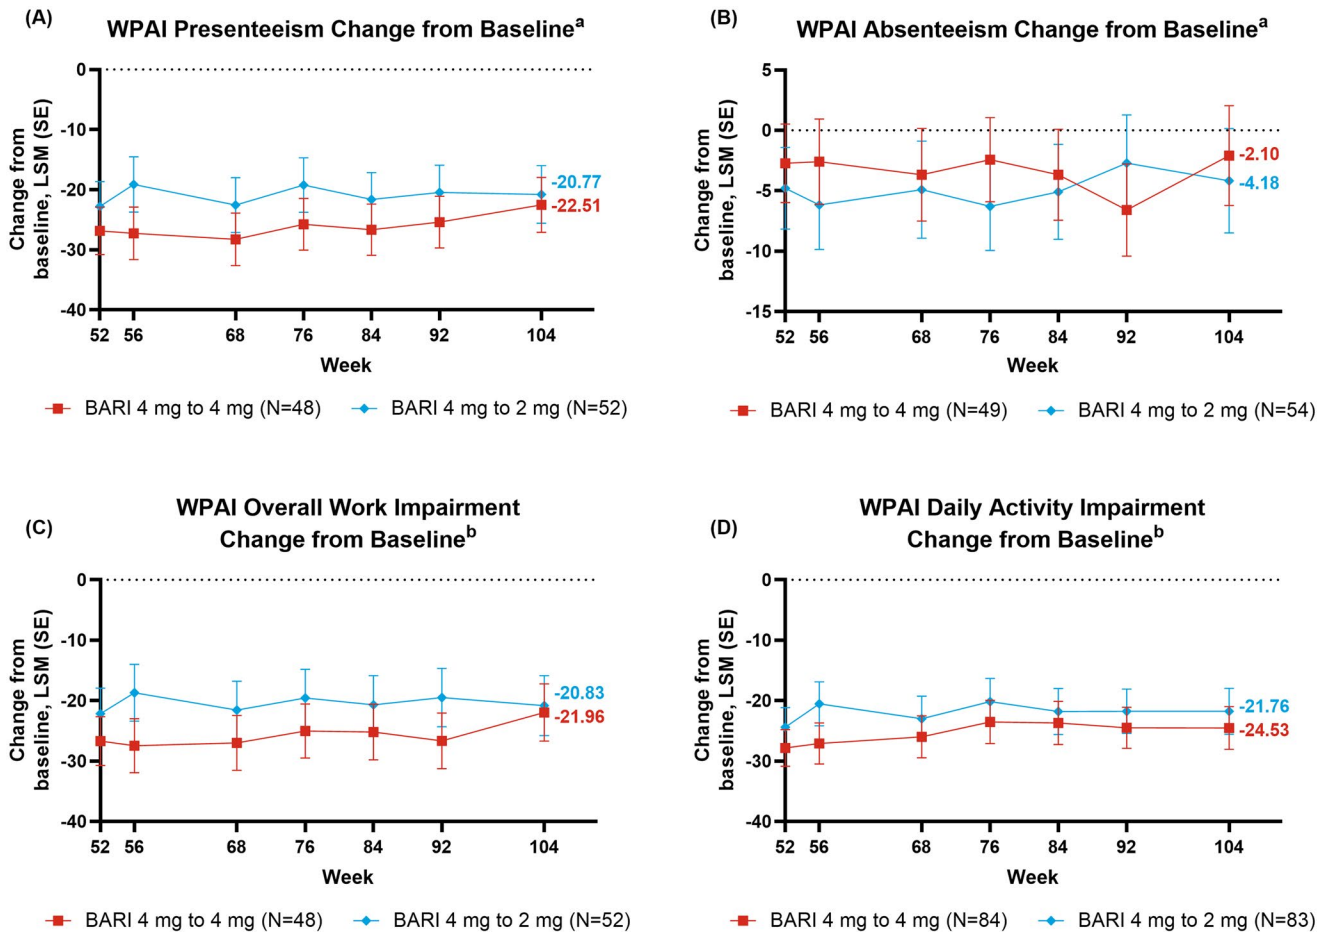 (A)
WPAI Presenteeism Change from Baselineᵃ
Change from
baseline, LSM (SE)
0
-10
-20
-30
-40
-20.77
-22.51
52 56 68 76 84 92 104
Week
BARI 4 mg to 4 mg (N=48) BARI 4 mg to 2 mg (N=52)
(B)
WPAI Absenteeism Change from Baselineᵃ
Change from
baseline, LSM (SE)
5
0
-5
-10
-15
-2.10
-4.18
52 56 68 76 84 92 104
Week
BARI 4 mg to 4 mg (N=49) BARI 4 mg to 2 mg (N=54)
(C)
WPAI Overall Work Impairment
Change from Baselineᵇ
Change from
baseline, LSM (SE)
0
-10
-20
-30
-40
-20.83
-21.96
52 56 68 76 84 92 104
Week
BARI 4 mg to 4 mg (N=48) BARI 4 mg to 2 mg (N=52)
(D)
WPAI Daily Activity Impairment
Change from Baselineᵇ
Change from
baseline, LSM (SE)
0
-10
-20
-30
-40
-21.76
-24.53
52 56 68 76 84 92 104
Week
BARI 4 mg to 4 mg (N=84) BARI 4 mg to 2 mg (N=83)